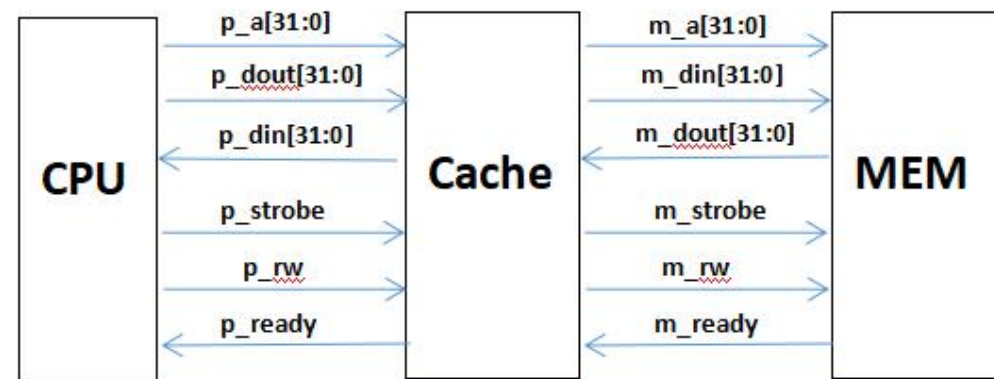 p_a[31:0]
m_a[31:0]
p_dout[31:0]
m_din[31:0]
p_din[31:0]
m_dout[31:0]
CPU
Cache
MEM
p_strobe
m_strobe
p_rw
m_rw
p_ready
m_ready